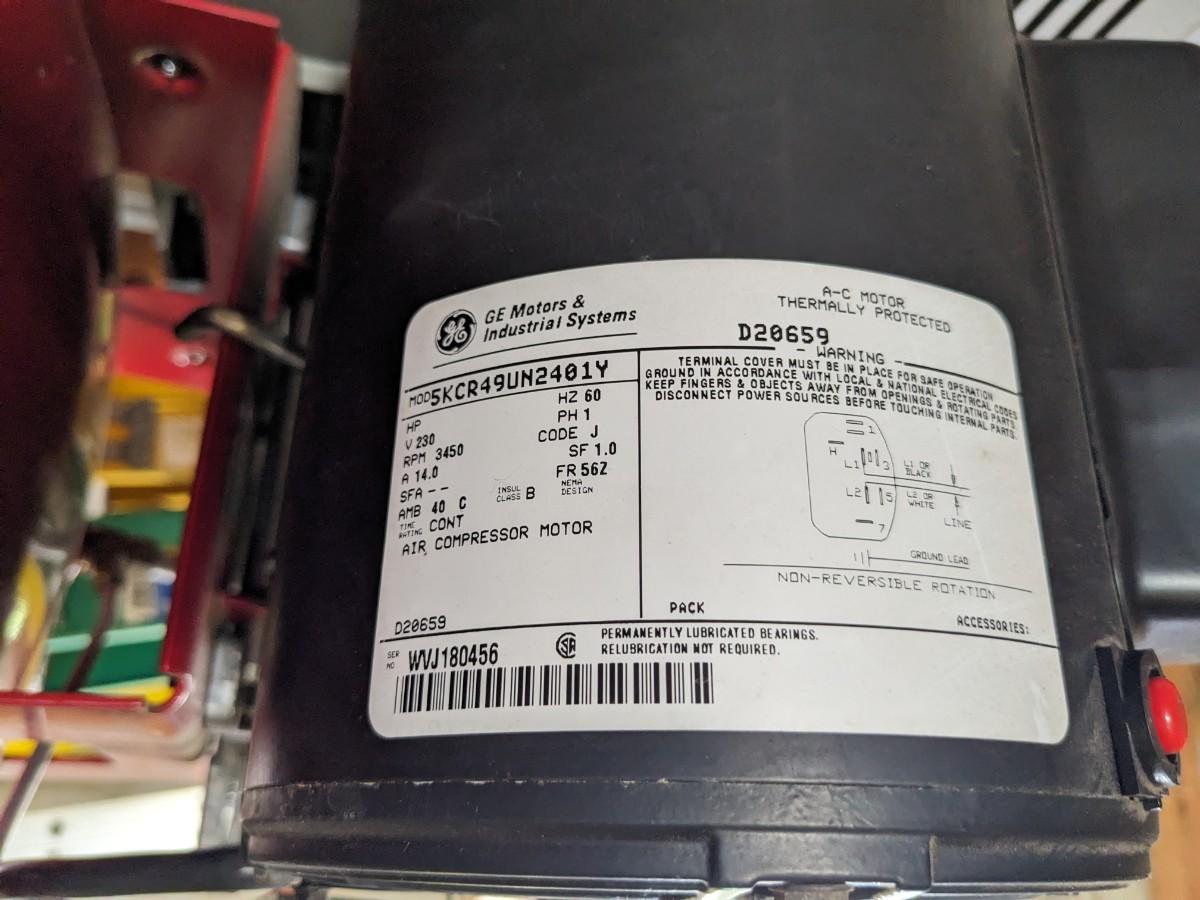 GE Motors &
Industrial Systems
A-C MOTOR
THERMALLY PROTECTED
D20659
MOD 5KCR49UN2401Y
HP
HZ 60
V 230
PH 1
RPM 3450
CODE J
A 14.0
SF 1.0
SFA --
FR 56Z
AMB 40 C
INSUL CLASS B
NEMA DESIGN
TIME RATING CONT
AIR COMPRESSOR MOTOR
D20659
- WARNING -
TERMINAL COVER MUST BE IN PLACE FOR SAFE OPERATION
GROUND IN ACCORDANCE WITH LOCAL & NATIONAL ELECTRICAL CODES
KEEP FINGERS & OBJECTS AWAY FROM OPENINGS & ROTATING PARTS.
DISCONNECT POWER SOURCES BEFORE TOUCHING INTERNAL PARTS.
1
H
L1
3
L1 OR
BLACK
L2
5
L2 OR
WHITE
7
LINE
GROUND LEAD
NON-REVERSIBLE ROTATION
PACK
ACCESSORIES:
SER NO WVJ180456
PERMANENTLY LUBRICATED BEARINGS.
RELUBRICATION NOT REQUIRED.